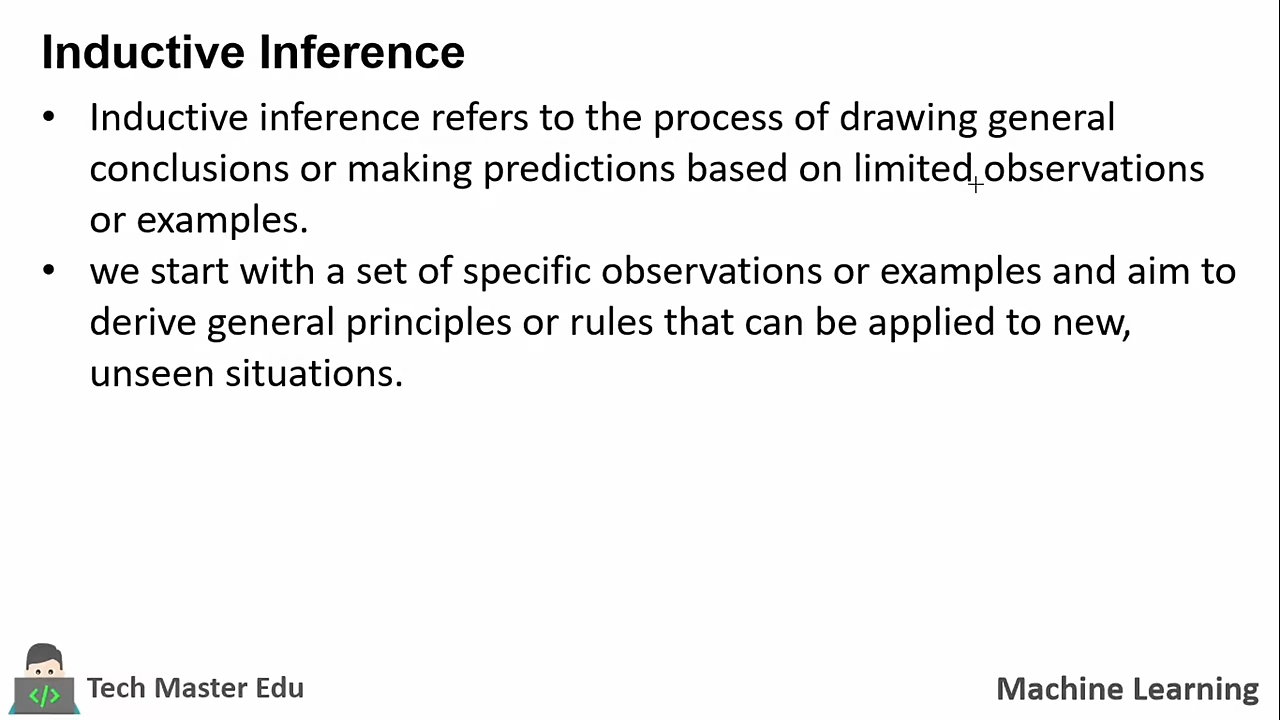 Inductive Inference
• Inductive inference refers to the process of drawing general
conclusions or making predictions based on limited observations
or examples.
• we start with a set of specific observations or examples and aim to
derive general principles or rules that can be applied to new,
unseen situations.
</>
Tech Master Edu
Machine Learning